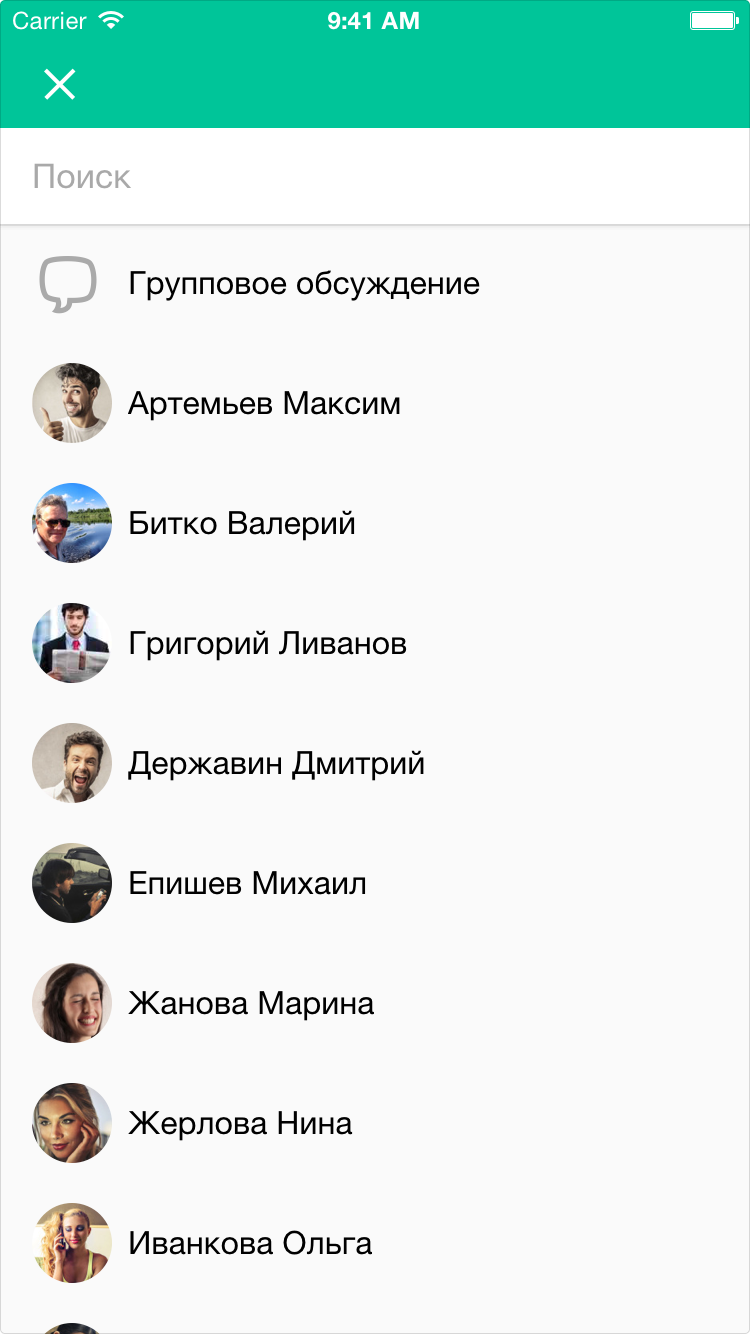 Carrier 9:41 AM
Поиск
Групповое обсуждение
Артемьев Максим
Битко Валерий
Григорий Ливанов
Державин Дмитрий
Епишев Михаил
Жанова Марина
Жерлова Нина
Иванкова Ольга